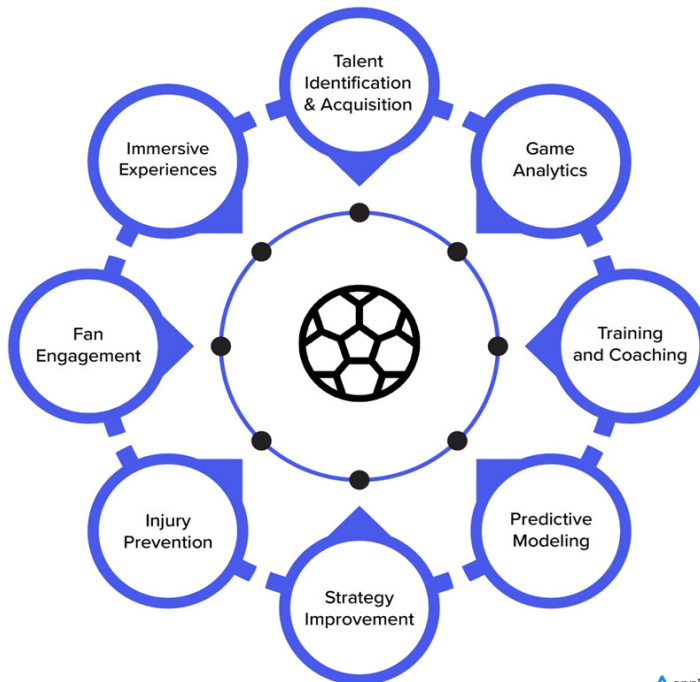 Talent
Identification
& Acquisition
Game
Analytics
Training
and Coaching
Predictive
Modeling
Strategy
Improvement
Injury
Prevention
Fan
Engagement
Immersive
Experiences